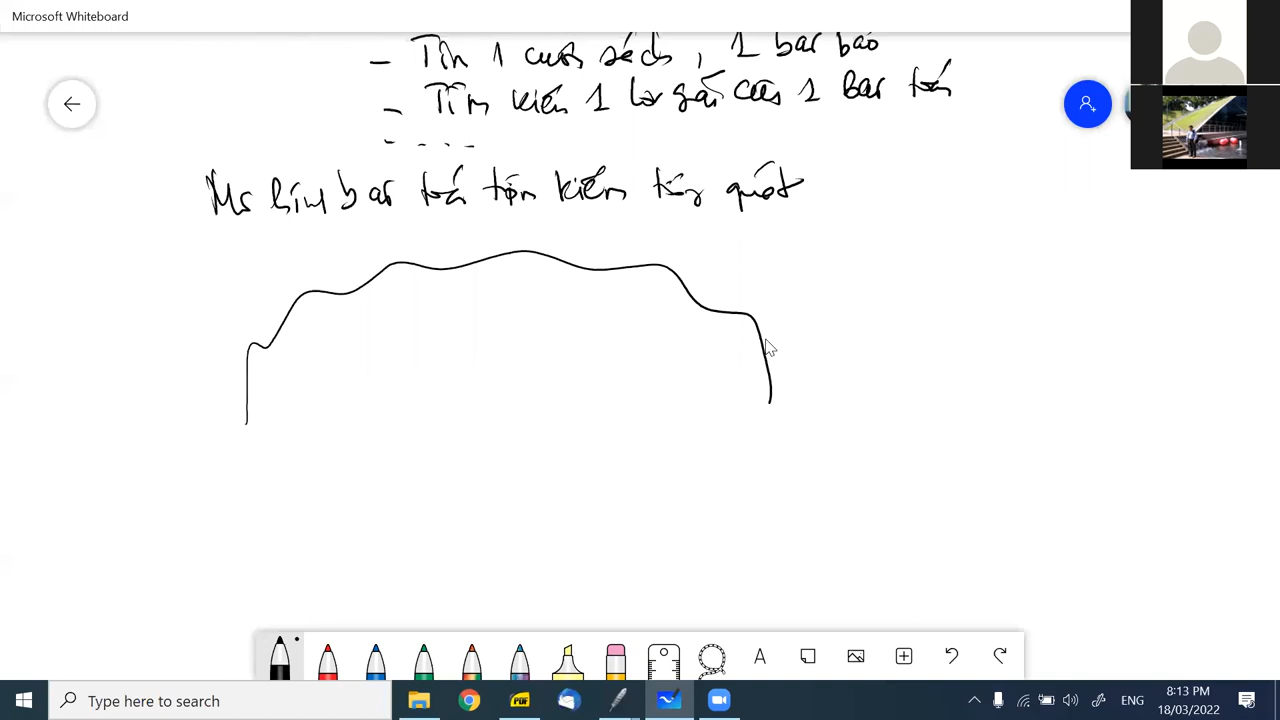 Microsoft Whiteboard
- Tìm 1 cuốn sách, 1 bài báo
- Tìm kiếm 1 lời giải của 1 bài toán
- ...
Mô hình bài toán tìm kiếm tổng quát
A
Type here to search
PDF
ENG
8:13 PM
18/03/2022